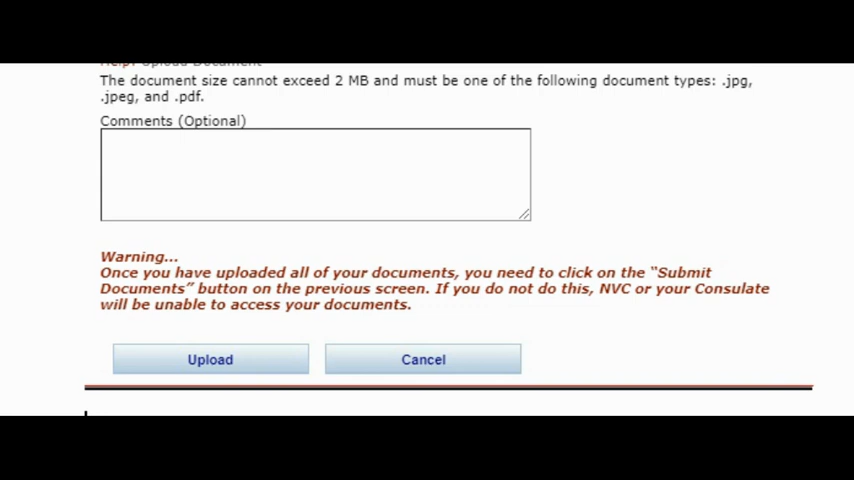 Help: Upload Document
The document size cannot exceed 2 MB and must be one of the following document types: .jpg,
.jpeg, and .pdf.
Comments (Optional)
Warning...
Once you have uploaded all of your documents, you need to click on the “Submit
Documents” button on the previous screen. If you do not do this, NVC or your Consulate
will be unable to access your documents.
Upload Cancel